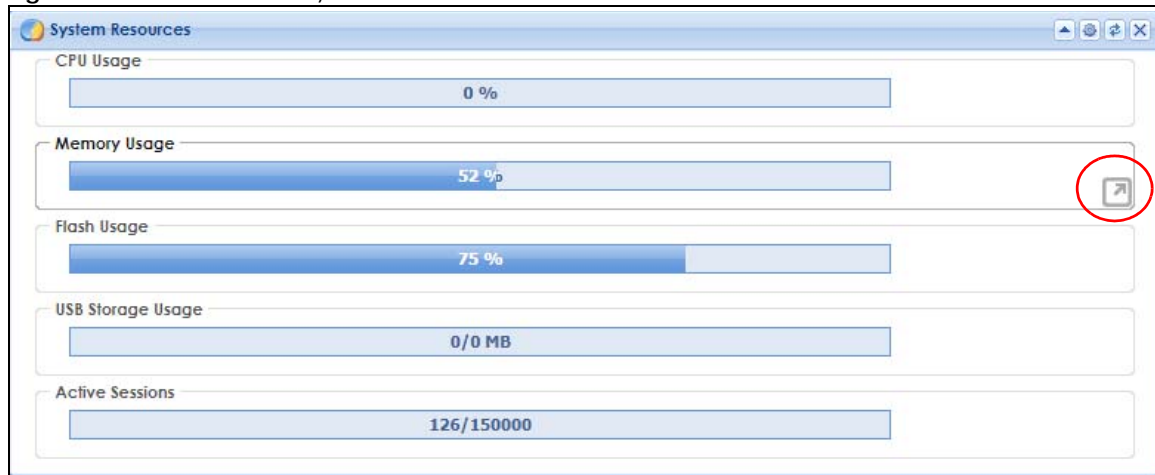 System Resources
CPU Usage
0 %
Memory Usage
52 %
Flash Usage
75 %
USB Storage Usage
0/0 MB
Active Sessions
126/150000